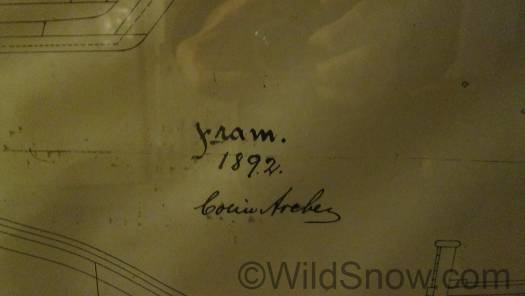 Fram.
1892.
Colin Archer
©WildSnow.com